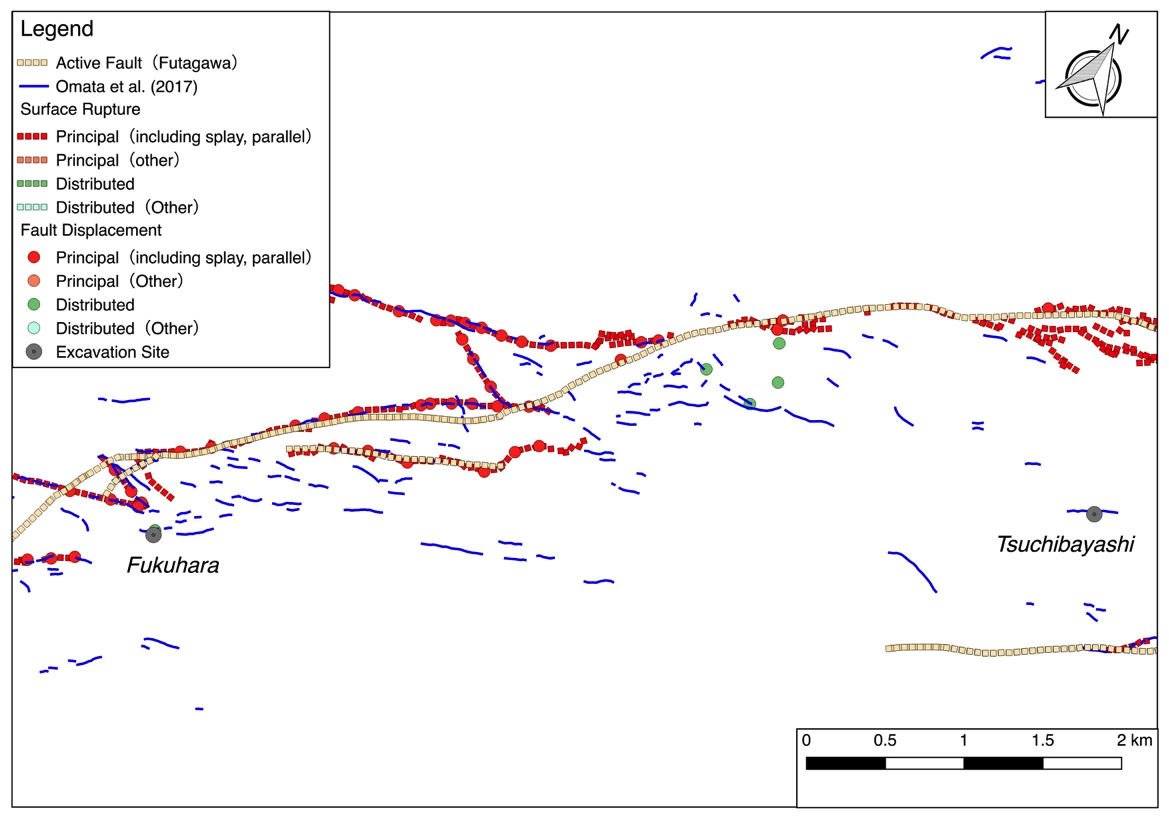 Legend
Active Fault（Futagawa）
Omata et al. (2017)
Surface Rupture
Principal（including splay, parallel）
Principal（other）
Distributed
Distributed（Other）
Fault Displacement
Principal（including splay, parallel）
Principal（Other）
Distributed
Distributed（Other）
Excavation Site
N
Fukuhara
Tsuchibayashi
0 0.5 1 1.5 2 km